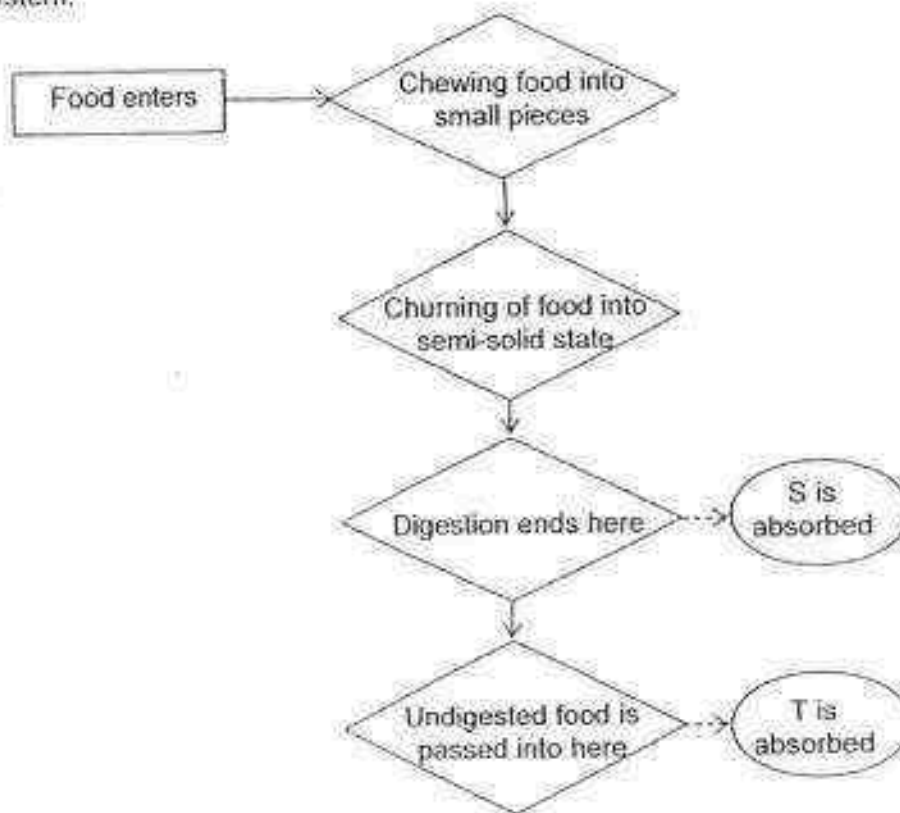 Food enters
Chewing food into
small pieces
Churning of food into
semi-solid state
Digestion ends here
S is
absorbed
Undigested food is
passed into here
T is
absorbed